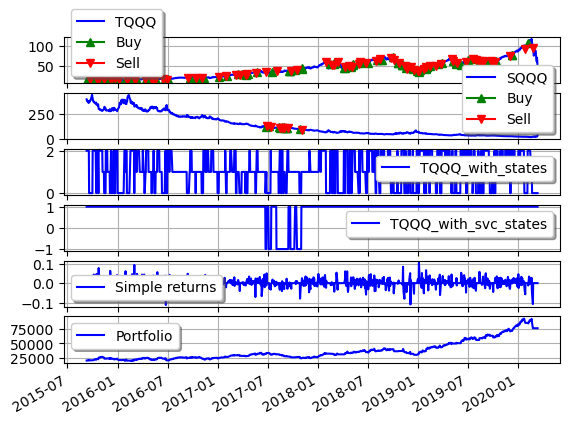 TQQQ
Buy
Sell
100
50
SQQQ
Buy
Sell
250
0
2
0
TQQQ_with_states
1
0
−1
TQQQ_with_svc_states
0.1
0.0
−0.1
Simple returns
75000
50000
25000
Portfolio
2015-07
2016-01
2016-07
2017-01
2017-07
2018-01
2018-07
2019-01
2019-07
2020-01